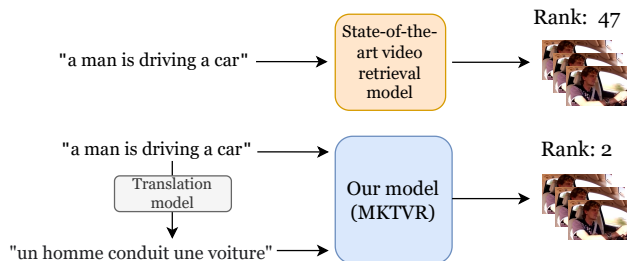 Rank: 47
"a man is driving a car"
State-of-the-
art video
retrieval
model
"a man is driving a car"
Rank: 2
Translation
model
Our model
(MKTVR)
"un homme conduit une voiture"